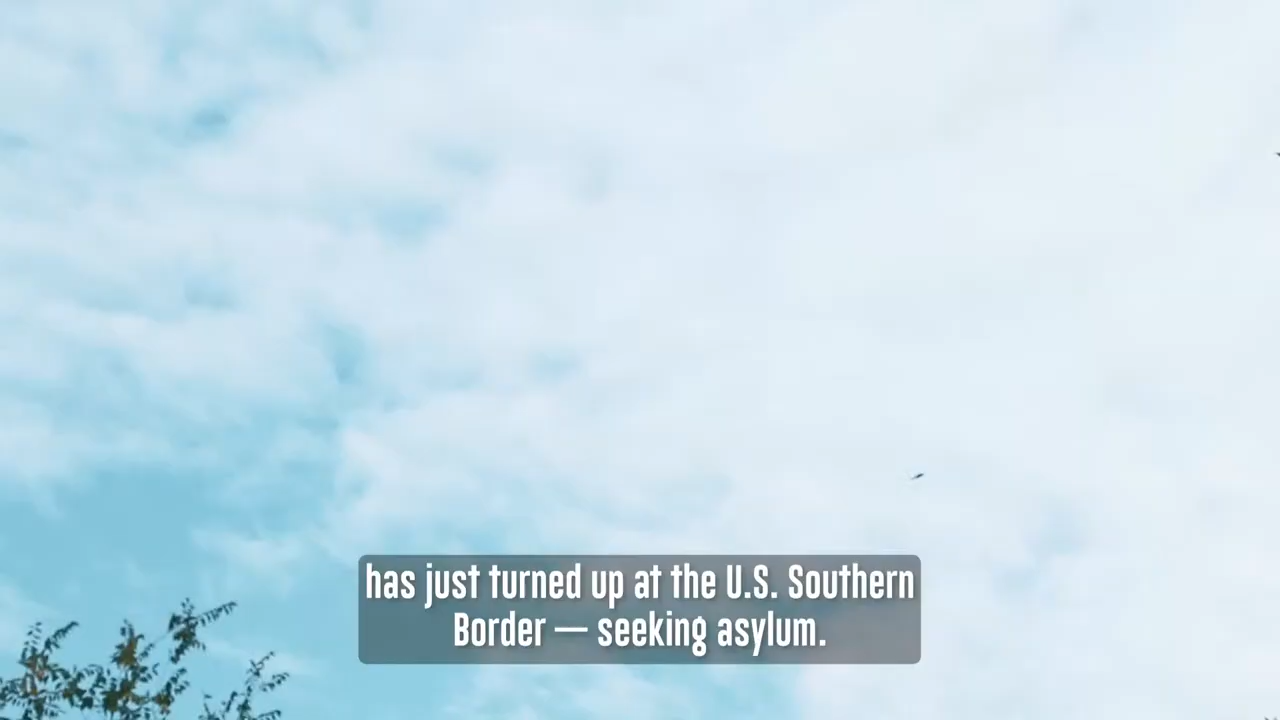 has just turned up at the U.S. Southern
Border — seeking asylum.